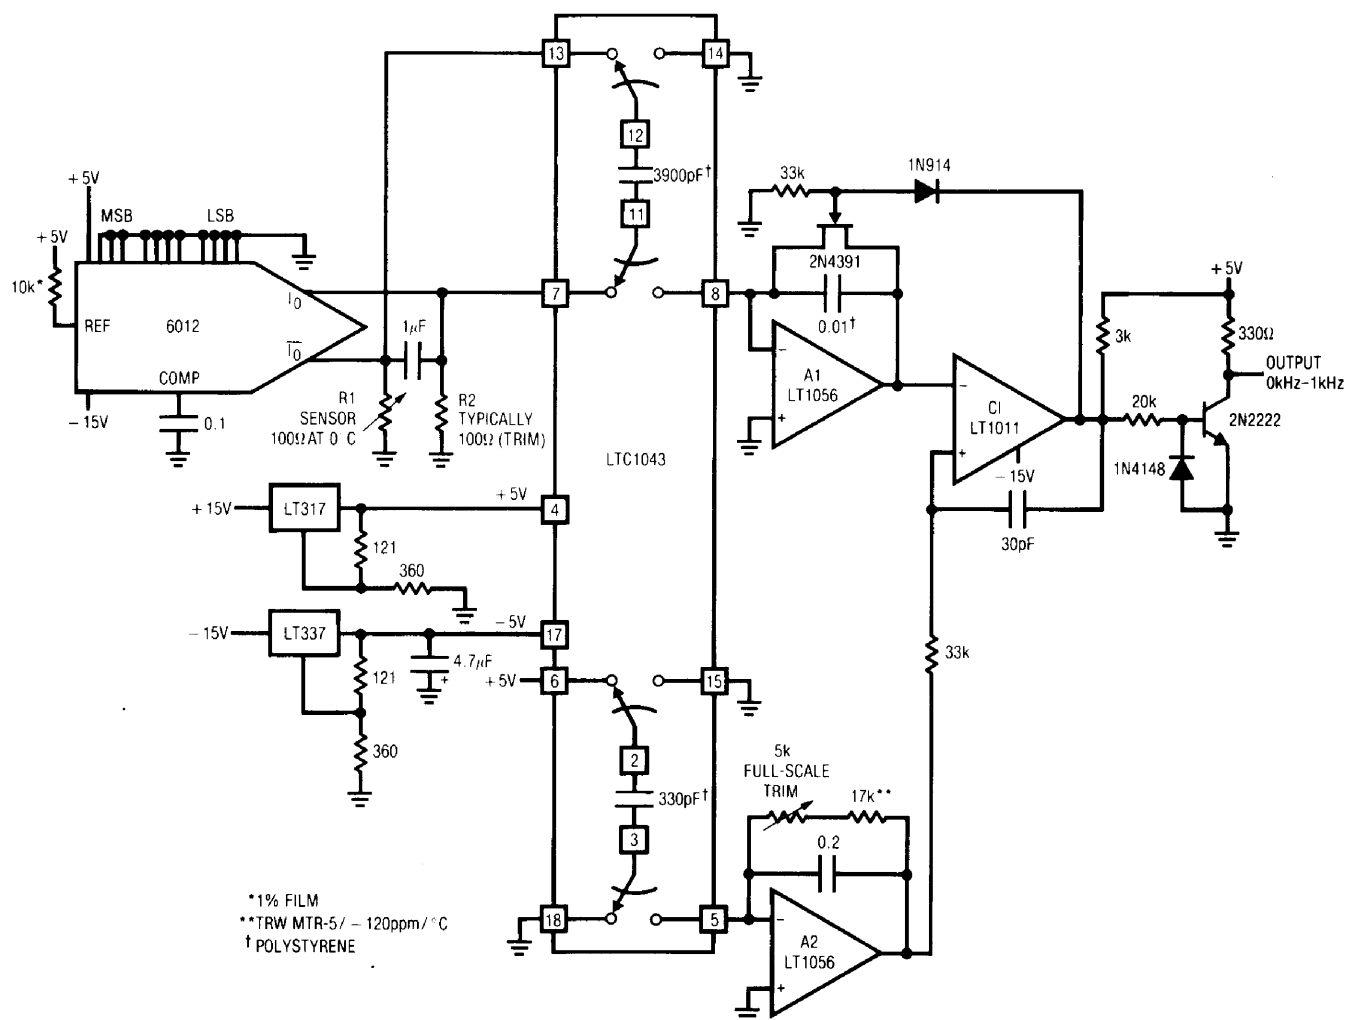 13
14
12
3900pF†
11
7
8
+5V
MSB
LSB
+5V
10k*
REF
6012
IO
IO
COMP
-15V
0.1
1µF
R1
SENSOR
100Ω AT 0°C
R2
TYPICALLY
100Ω (TRIM)
33k
1N914
2N4391
0.01†
-
A1
LT1056
+
-
C1
LT1011
+
-15V
30pF
+5V
3k
330Ω
OUTPUT
0kHz-1kHz
20k
2N2222
1N4148
LTC1043
+15V
LT317
+5V
4
121
360
-15V
LT337
-5V
17
121
4.7µF
+
+5V
6
15
360
2
330pF†
3
18
5
33k
5k
FULL-SCALE
TRIM
17k**
0.2
-
A2
LT1056
+
*1% FILM
**TRW MTR-5/-120ppm/°C
†POLYSTYRENE